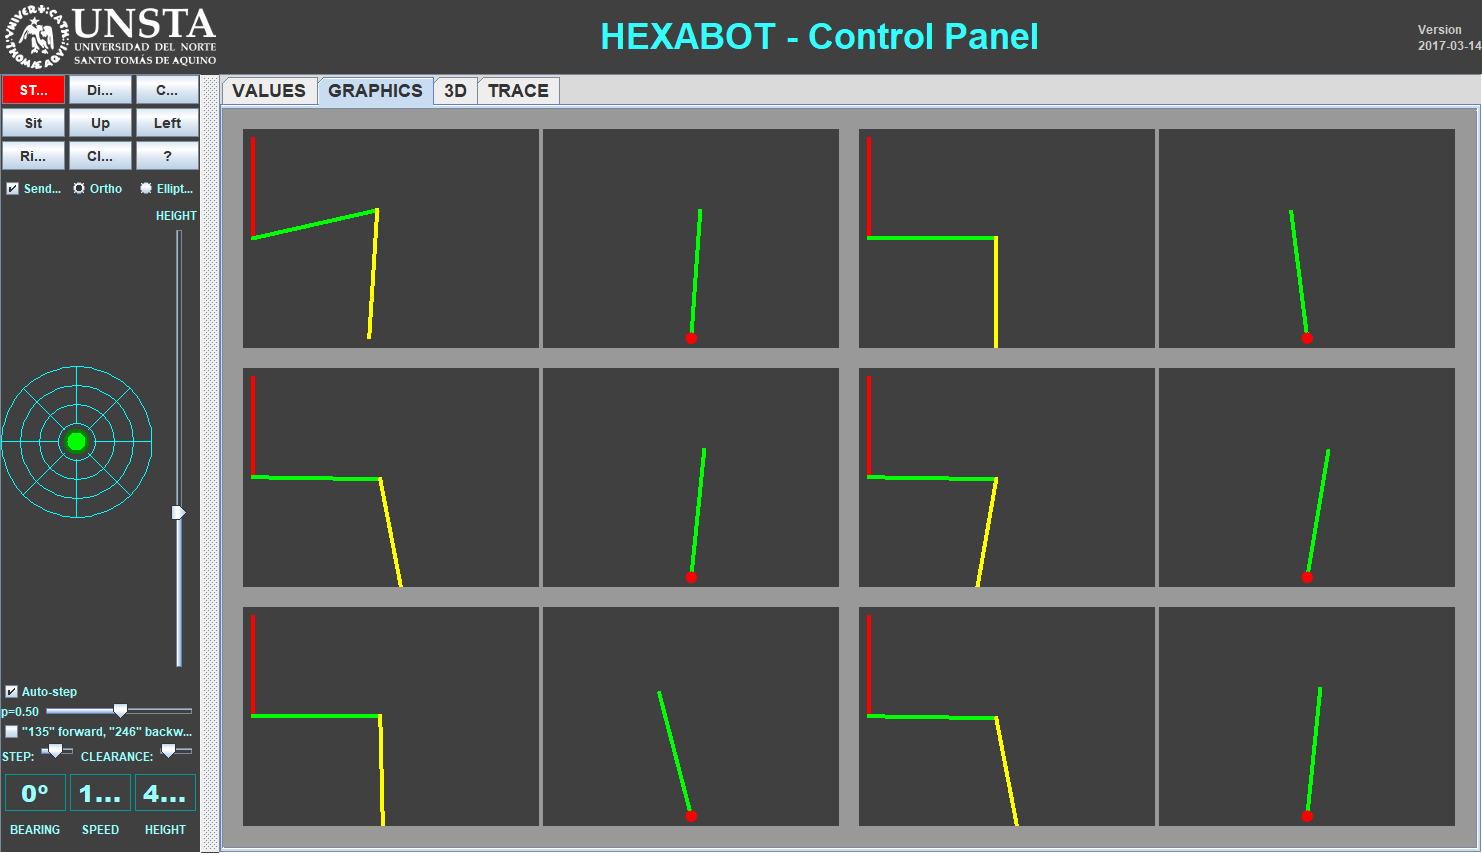 UNSTA
UNIVERSIDAD DEL NORTE
SANTO TOMÁS DE AQUINO
HEXABOT - Control Panel
Version
2017-03-14
VALUES GRAPHICS 3D TRACE
ST... Di... C...
Sit Up Left
Ri... Cl... ?
Send... Ortho Ellipt...
HEIGHT
Auto-step
p=0.50
"135" forward, "246" backw...
STEP: CLEARANCE:
0º 1... 4...
BEARING SPEED HEIGHT